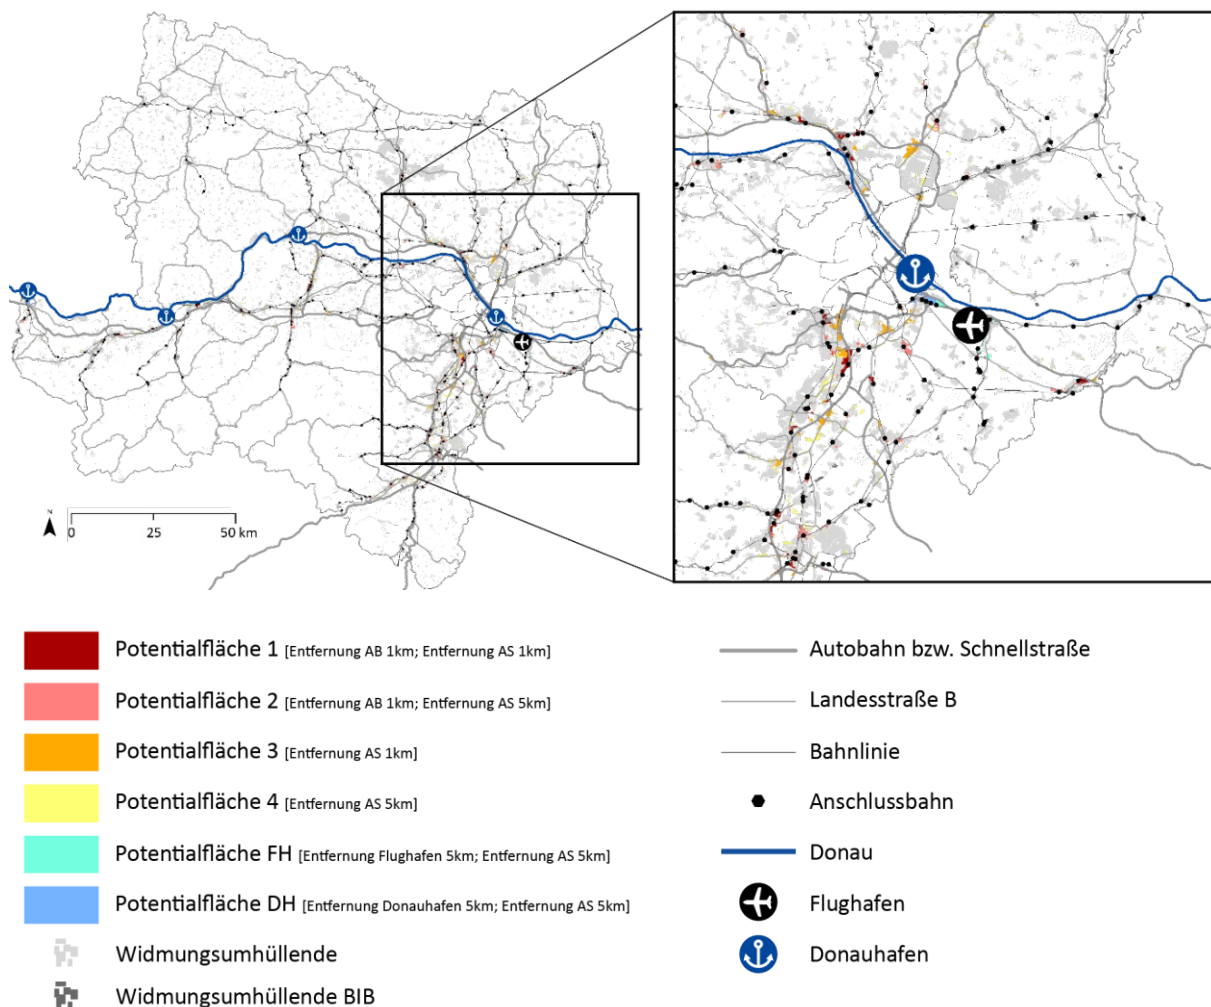 N
0
25
50 km
Potentialfläche 1 [Entfernung AB 1km; Entfernung AS 1km]
Potentialfläche 2 [Entfernung AB 1km; Entfernung AS 5km]
Potentialfläche 3 [Entfernung AS 1km]
Potentialfläche 4 [Entfernung AS 5km]
Potentialfläche FH [Entfernung Flughafen 5km; Entfernung AS 5km]
Potentialfläche DH [Entfernung Donauhafen 5km; Entfernung AS 5km]
Widmungsumhüllende
Widmungsumhüllende BIB
Autobahn bzw. Schnellstraße
Landesstraße B
Bahnlinie
Anschlussbahn
Donau
Flughafen
Donauhafen